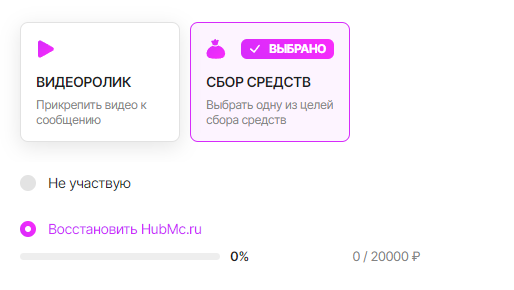 ВЫБРАНО
ВИДЕОРОЛИК
Прикрепить видео к
сообщению
СБОР СРЕДСТВ
Выбрать одну из целей
сбора средств
Не участвую
Восстановить HubMc.ru
0%
0 / 20000 ₽